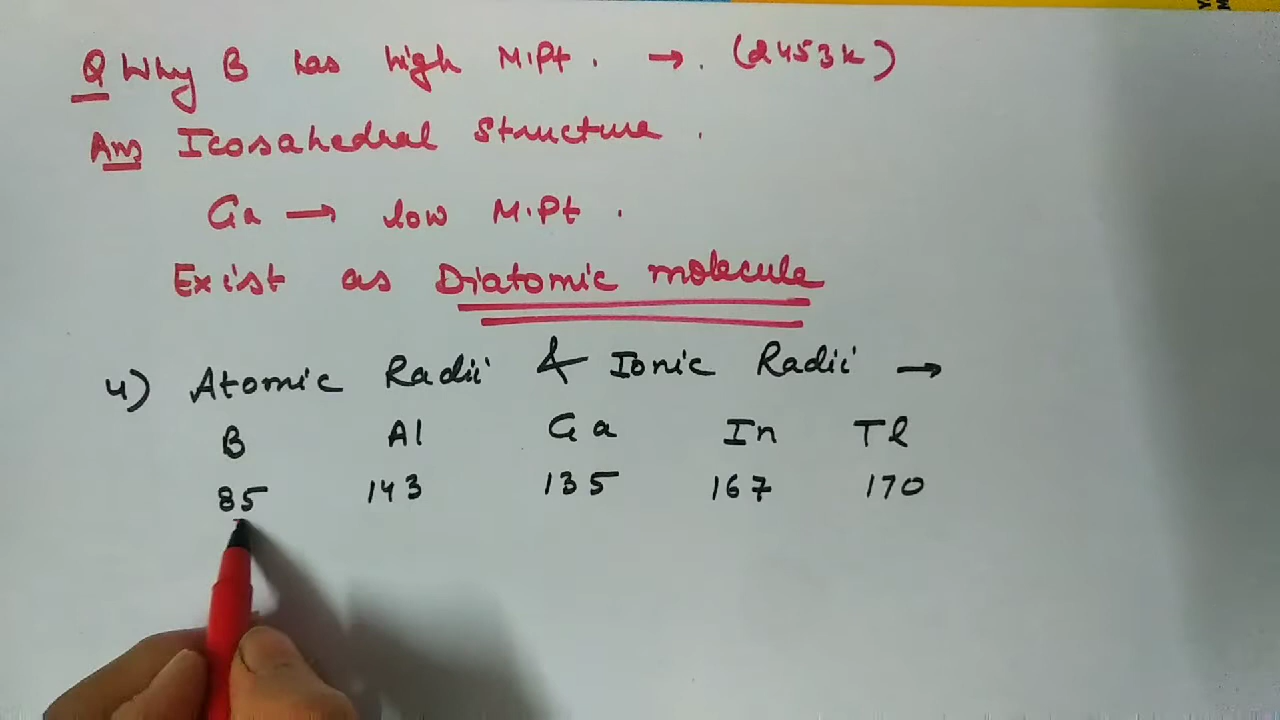 Q Why B has high M.Pt. →. (2453K)
Ans Icosahedral Structure.
Ga → low M.Pt.
Exist as Diatomic molecule
4) Atomic Radii & Ionic Radii →
B Al Ga In Tl
85 143 135 167 170